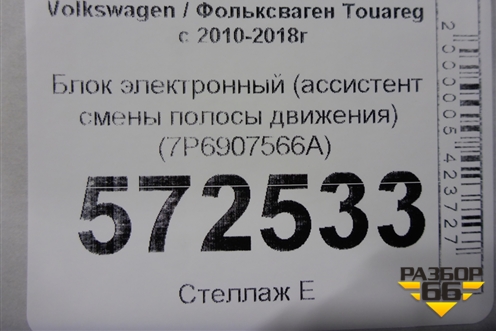 Volkswagen / Фольксваген Touareg
с 2010-2018г
Блок электронный (ассистент
смены полосы движения)
(7P6907566A)
572533
Стеллаж Е
2000005423727
РАЗБОР
66